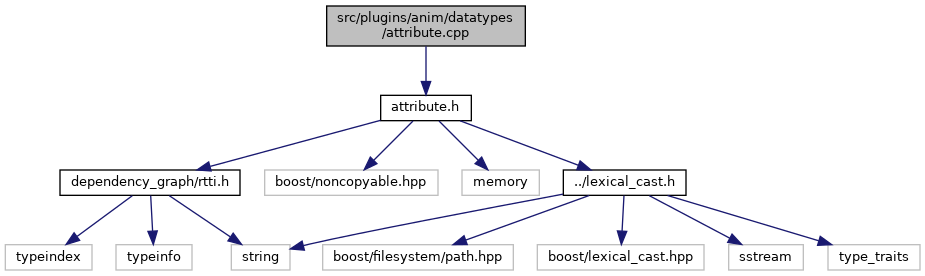 src/plugins/anim/datatypes
/attribute.cpp
attribute.h
dependency_graph/rtti.h
boost/noncopyable.hpp
memory
../lexical_cast.h
typeindex
typeinfo
string
boost/filesystem/path.hpp
boost/lexical_cast.hpp
sstream
type_traits